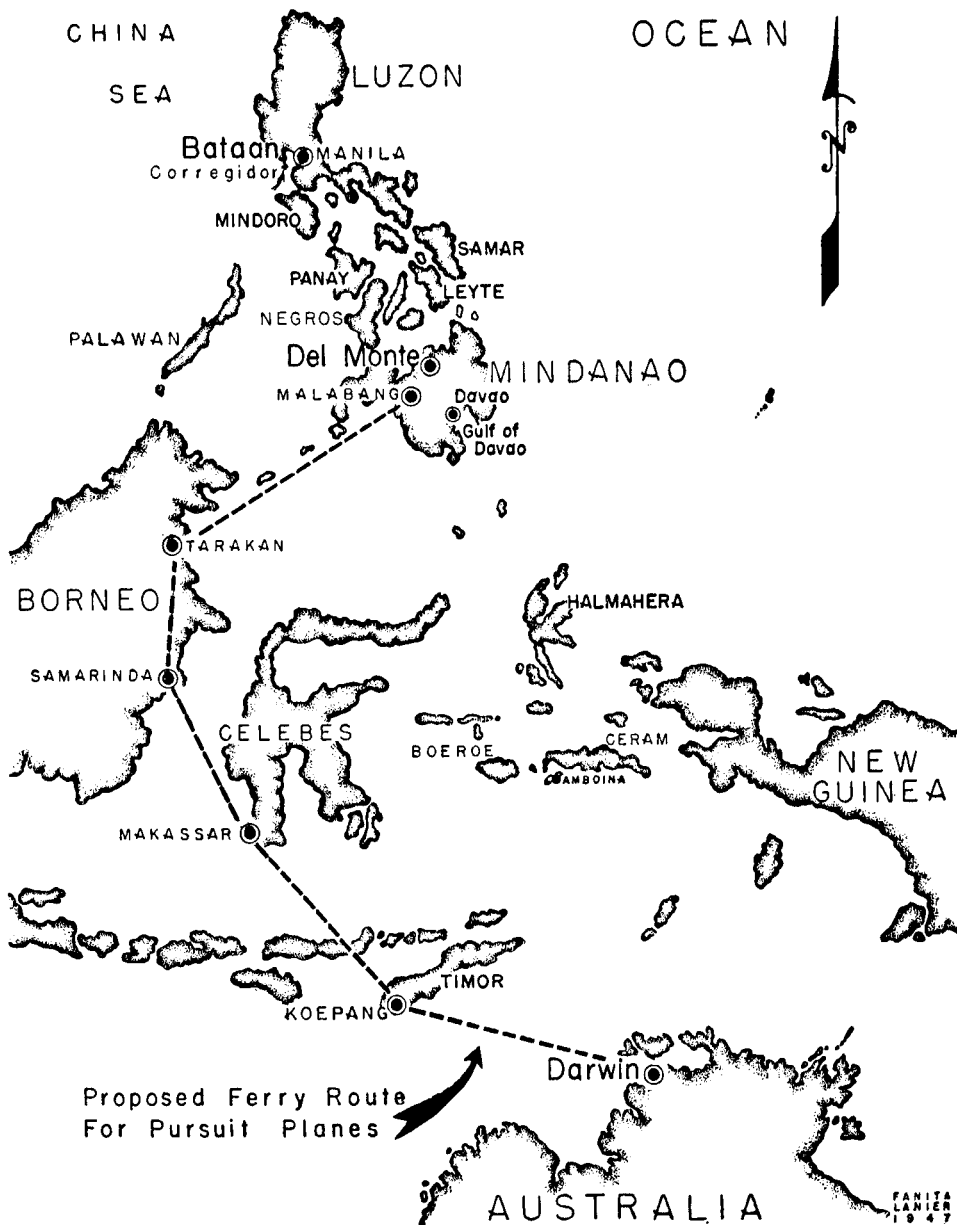 CHINA
SEA
OCEAN
N
LUZON
Bataan
MANILA
Corregidor
MINDORO
SAMAR
PANAY
LEYTE
NEGROS
PALAWAN
Del Monte
MINDANAO
MALABANG
Davao
Gulf of
Davao
TARAKAN
BORNEO
HALMAHERA
SAMARINDA
CELEBES
BOEROE
CERAM
AMBOINA
NEW
GUINEA
MAKASSAR
TIMOR
KOEPANG
Darwin
Proposed Ferry Route
For Pursuit Planes
AUSTRALIA
FANITA
LANIER
1947